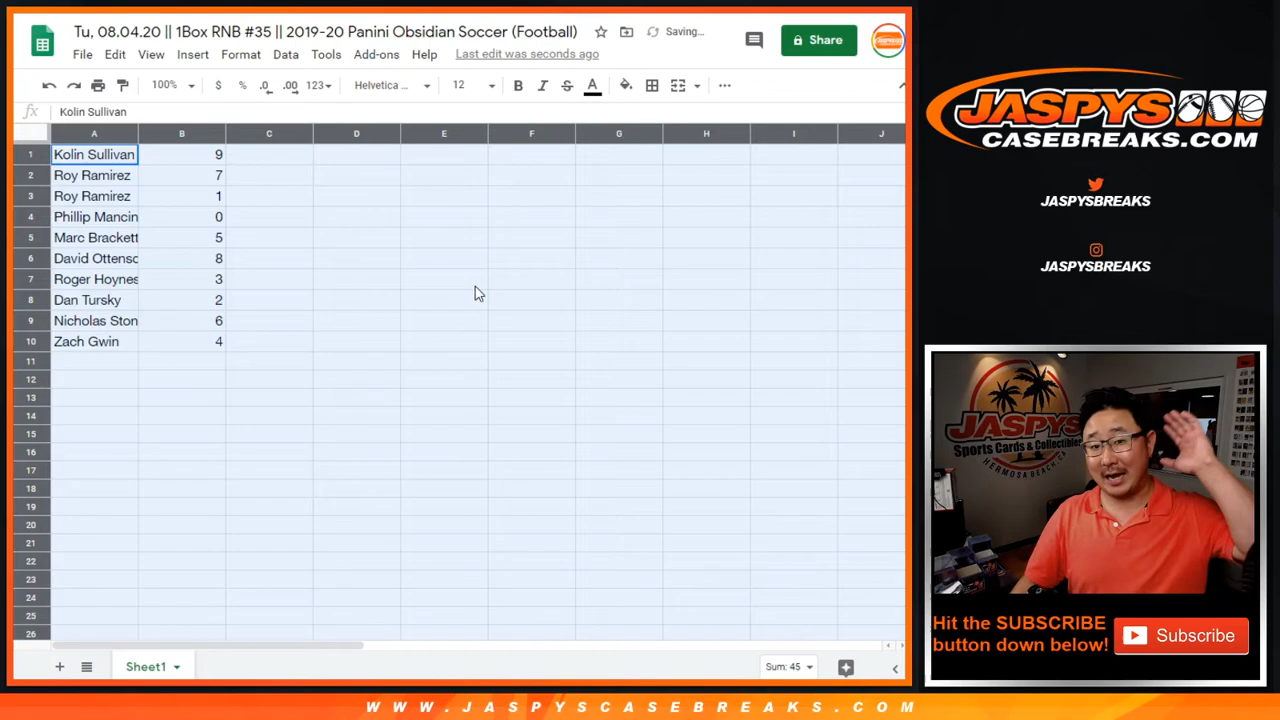 Tu, 08.04.20 || 1Box RNB #35 || 2019-20 Panini Obsidian Soccer (Football)
Saving...
File Edit View Insert Format Data Tools Add-ons Help Last edit was seconds ago
Share
100% $ % .0 .00 123 Helvetica ... 12 B I S A
fx Kolin Sullivan
A B C D E F G H I J
1 Kolin Sullivan 9
2 Roy Ramirez 7
3 Roy Ramirez 1
4 Phillip Mancin 0
5 Marc Brackett 5
6 David Ottenso 8
7 Roger Hoynes 3
8 Dan Tursky 2
9 Nicholas Ston 6
10 Zach Gwin 4
11
12
13
14
15
16
17
18
19
20
21
22
23
24
25
26
Sheet1
Sum: 45
JASPYS
CASEBREAKS.COM
JASPYSBREAKS
JASPYSBREAKS
JASPYS
Sports Cards & Collectibles
HERMOSA BEACH, CA
Hit the SUBSCRIBE
button down below!
Subscribe
WWW.JASPYSCASEBREAKS.COM